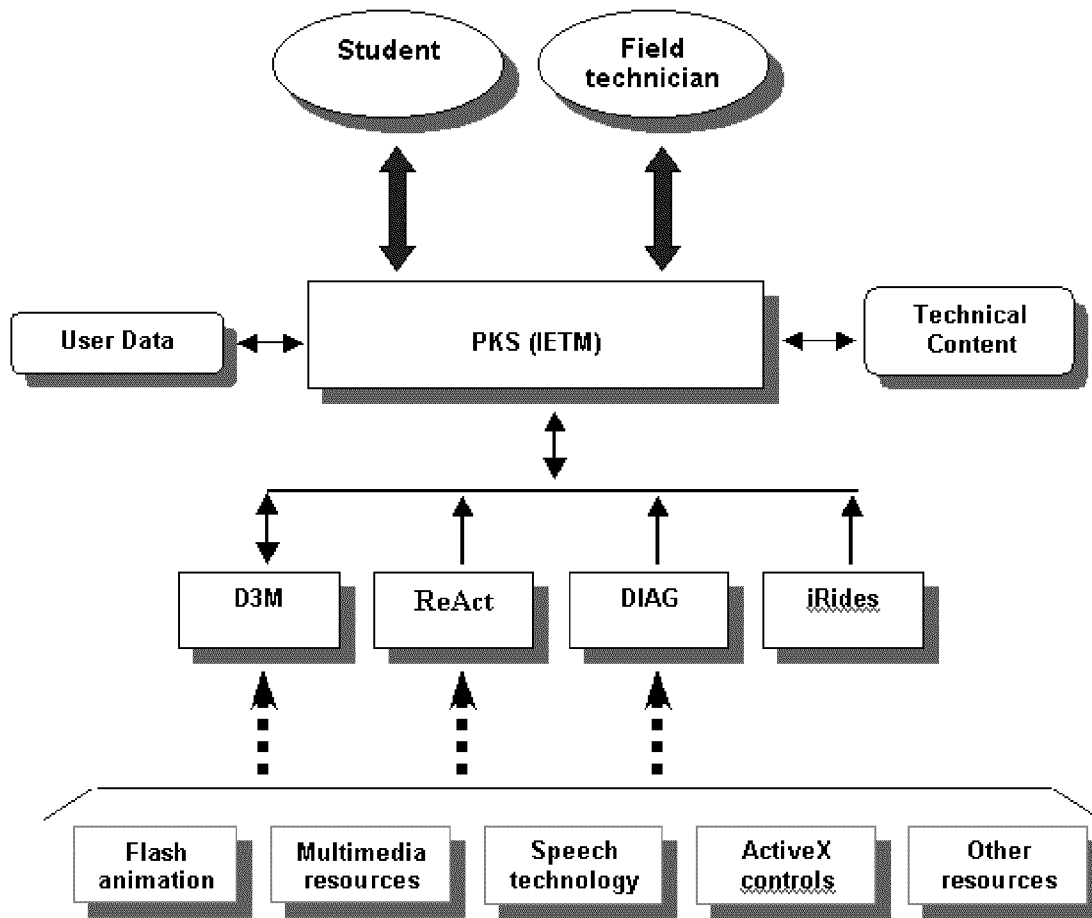 Student
Field
technician
User Data
PKS (IETM)
Technical
Content
D3M
ReAct
DIAG
iRides
Flash
animation
Multimedia
resources
Speech
technology
ActiveX
controls
Other
resources